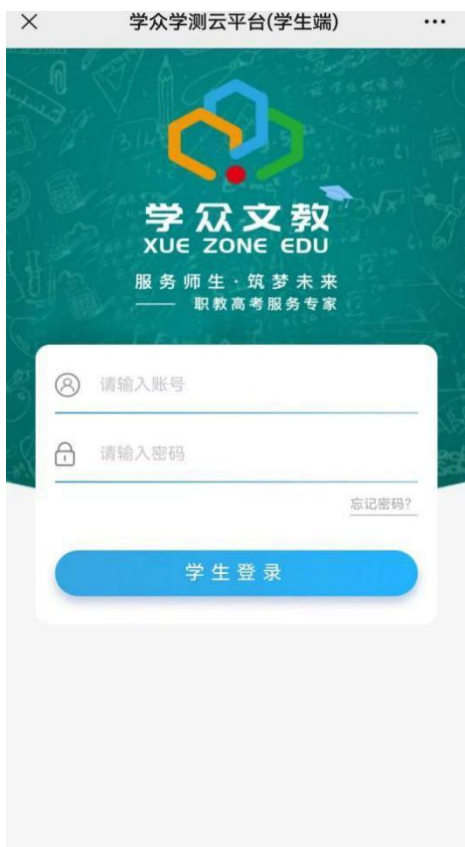 学众学测云平台(学生端)
学众文教
XUE ZONE EDU
服务师生·筑梦未来
—— 职教高考服务专家
请输入账号
请输入密码
忘记密码?
学生登录